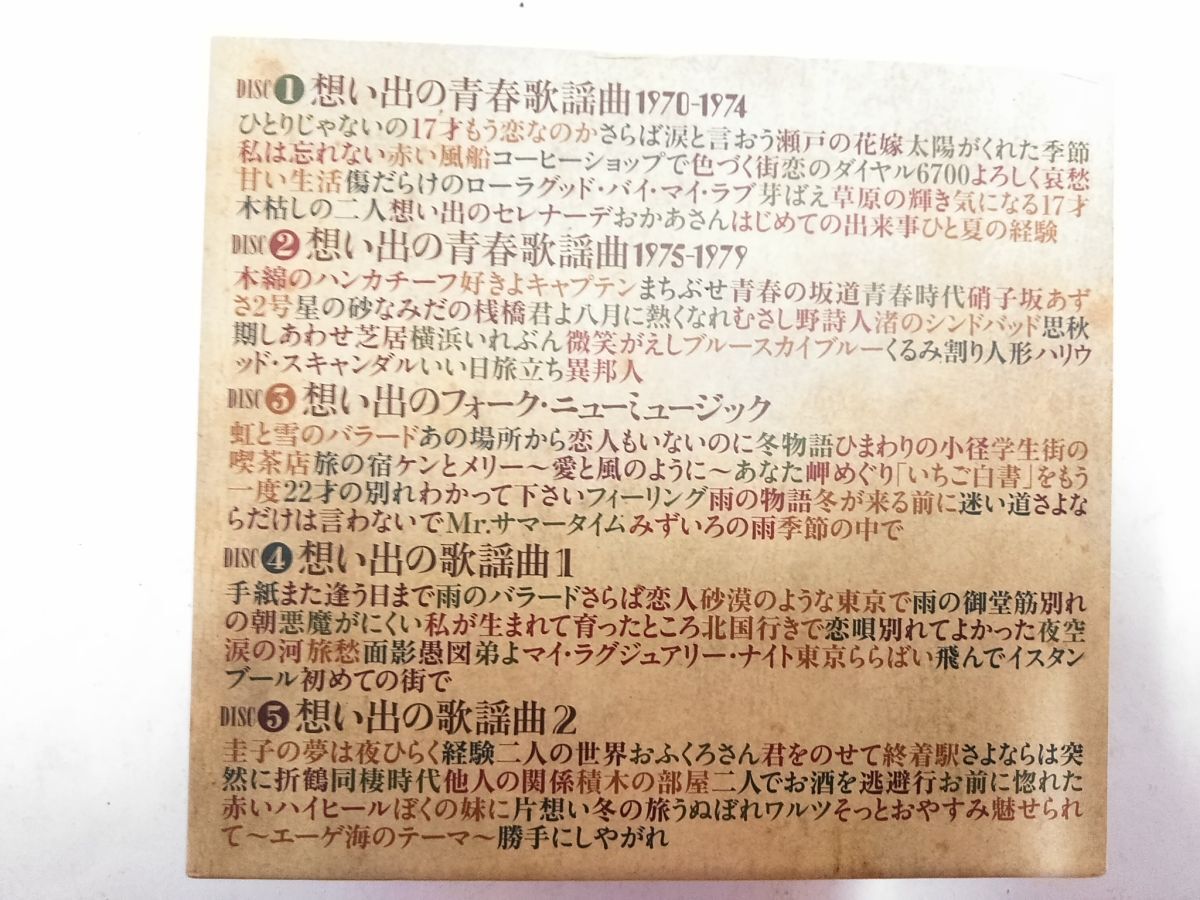 DISC 1 想い出の青春歌謡曲1970-1974
ひとりじゃないの17才もう恋なのかさらば涙と言おう瀬戸の花嫁太陽がくれた季節
私は忘れない赤い風船コーヒーショップで色づく街恋のダイヤル6700よろしく哀愁
甘い生活傷だらけのローラグッド・バイ・マイ・ラブ芽ばえ草原の輝き気になる17才
木枯しの二人想い出のセレナーデおかあさんはじめての出来事ひと夏の経験
DISC 2 想い出の青春歌謡曲1975-1979
木綿のハンカチーフ好きよキャプテンまちぶせ青春の坂道青春時代硝子坂あず
さ2号星の砂なみだの桟橋君よ八月に熱くなれむさし野詩人渚のシンドバッド思秋
期しあわせ芝居横浜いれぶん微笑がえしブルースカイブルーくるみ割り人形ハリウ
ッド・スキャンダルいい日旅立ち異邦人
DISC 3 想い出のフォーク・ニューミュージック
虹と雪のバラードあの場所から恋人もいないのに冬物語ひまわりの小径学生街の
喫茶店旅の宿ケンとメリー〜愛と風のように〜あなた岬めぐり「いちご白書」をもう
一度22才の別れわかって下さいフィーリング雨の物語冬が来る前に迷い道さよな
らだけは言わないでMr.サマータイムみずいろの雨季節の中で
DISC 4 想い出の歌謡曲1
手紙また逢う日まで雨のバラードさらば恋人砂漠のような東京で雨の御堂筋別れ
の朝悪魔がにくい私が生まれて育ったところ北国行きで恋唄別れてよかった夜空
涙の河旅愁面影愚図弟よマイ・ラグジュアリー・ナイト東京ららばい飛んでイスタン
ブール初めての街で
DISC 5 想い出の歌謡曲2
圭子の夢は夜ひらく経験二人の世界おふくろさん君をのせて終着駅さよならは突
然に折鶴同棲時代他人の関係積木の部屋二人でお酒を逃避行お前に惚れた
赤いハイヒールぼくの妹に片想い冬の旅うぬぼれワルツそっとおやすみ魅せられ
て〜エーゲ海のテーマ〜勝手にしやがれ